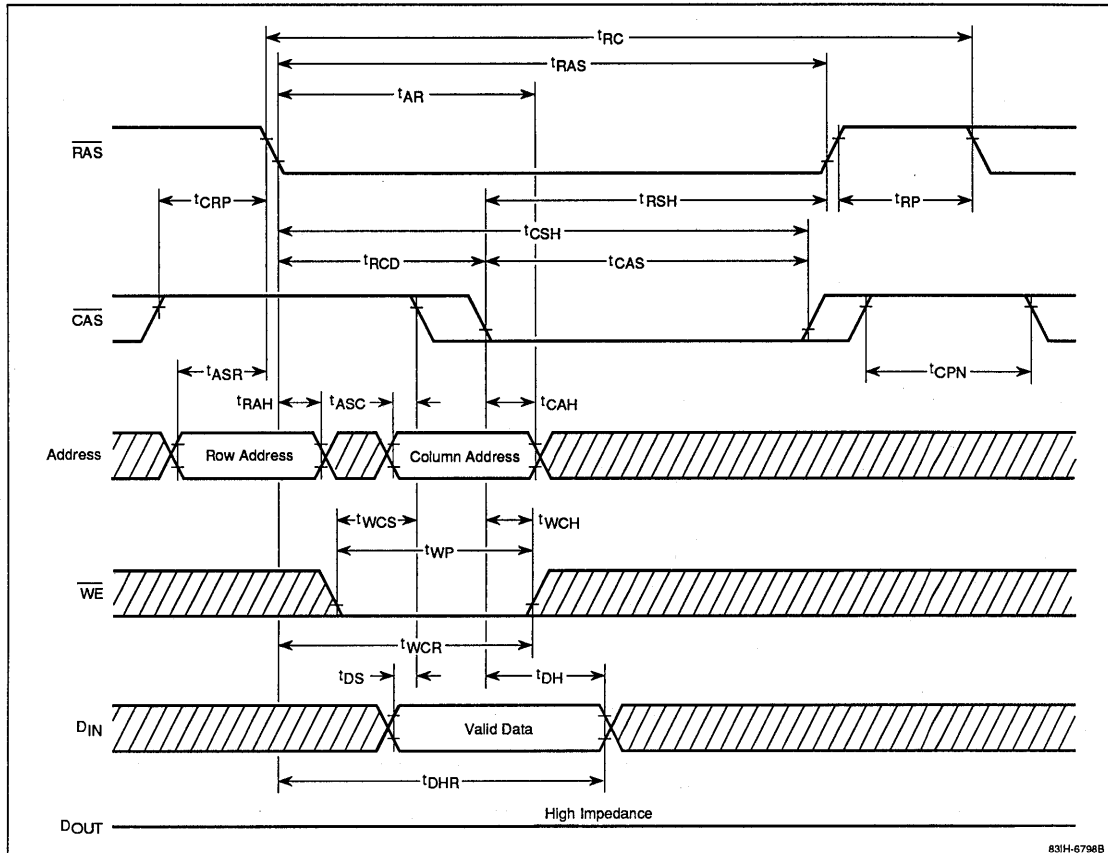 tRC
tRAS
tAR
RAS
tCRP
tRSH
tRP
tCSH
tRCD
tCAS
CAS
tASR
tCPN
tRAH
tASC
tCAH
Address
Row Address
Column Address
tWCS
tWCH
tWP
WE
tWCR
tDS
tDH
DIN
Valid Data
tDHR
High Impedance
DOUT
83IH-6798B